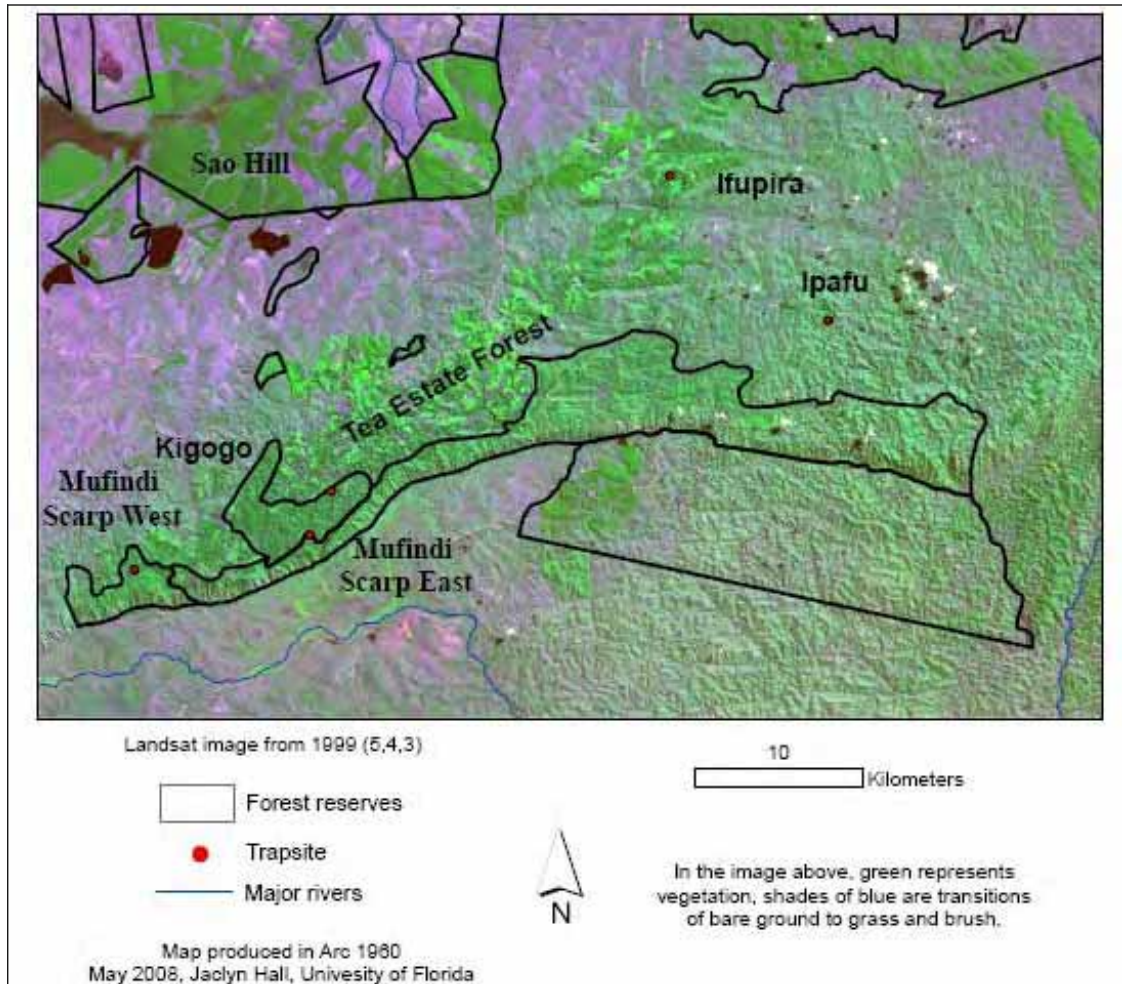 Sao Hill
Ifupira
Ipafu
Tea Estate Forest
Kigogo
Mufindi
Scarp West
Mufindi
Scarp East
Landsat image from 1999 (5,4,3)
10
Kilometers
Forest reserves
Trapsite
Major rivers
N
In the image above, green represents
vegetation, shades of blue are transitions
of bare ground to grass and brush.
Map produced in Arc 1960
May 2008, Jaclyn Hall, Univesity of Florida